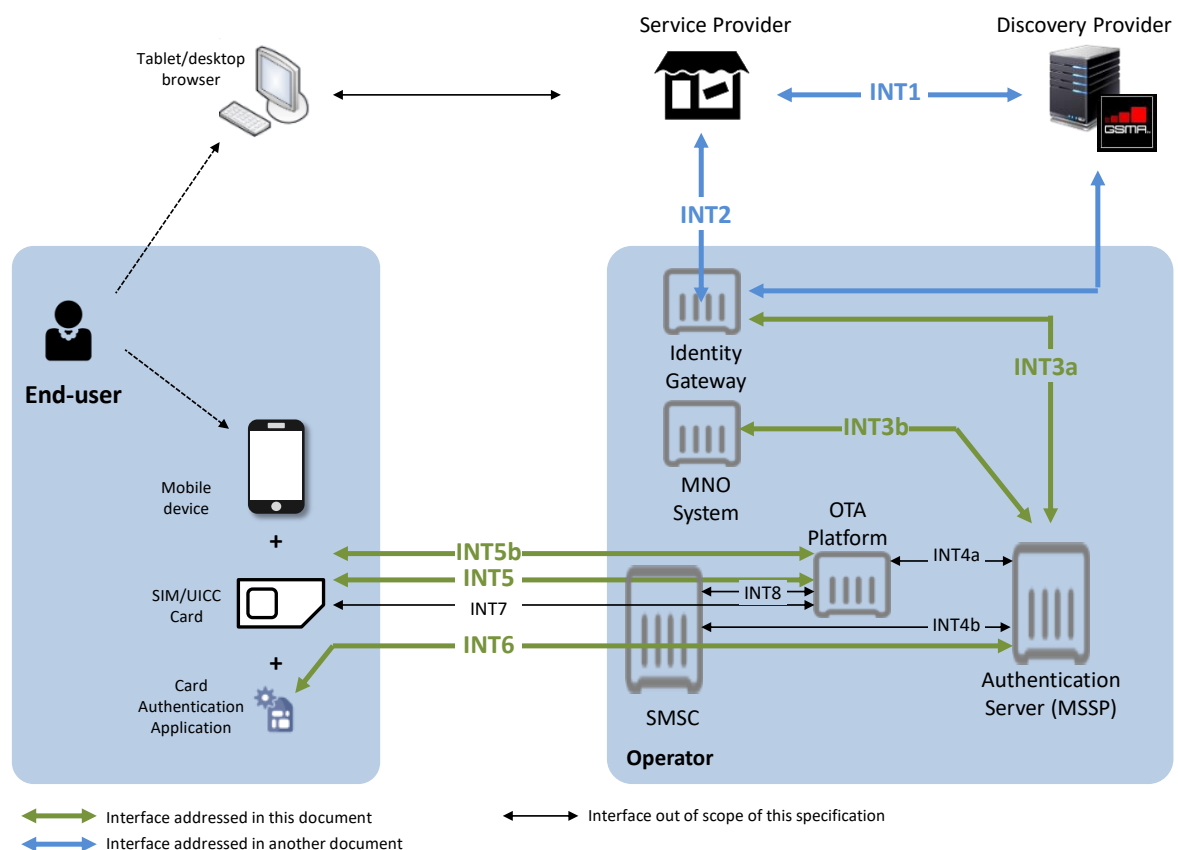 Service Provider
Discovery Provider
Tablet/desktop
browser
INT1
GSMA
INT2
End-user
Identity
Gateway
INT3a
INT3b
MNO
System
Mobile
device
+
OTA
Platform
INT5b
INT4a
INT5
INT8
SIM/UICC
Card
INT7
INT4b
INT6
+
Card
Authentication
Application
Authentication
Server (MSSP)
SMSC
Operator
Interface addressed in this document
Interface out of scope of this specification
Interface addressed in another document